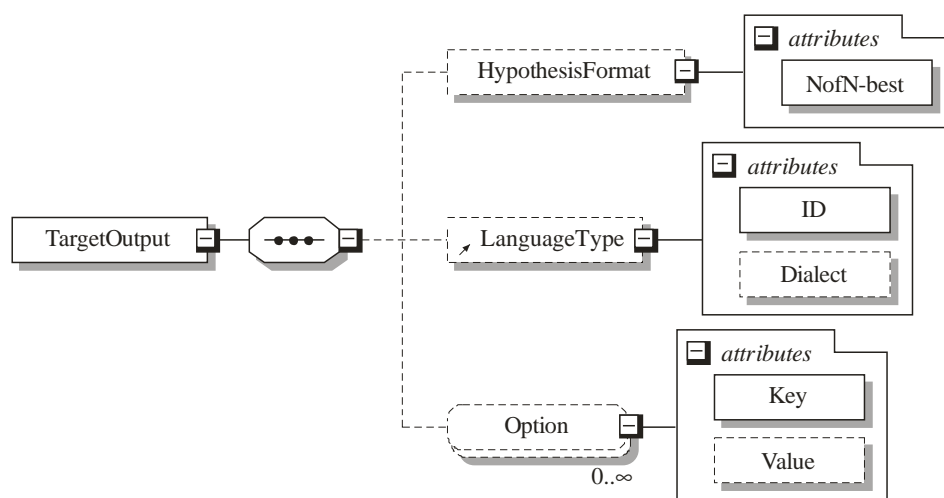 attributes
HypothesisFormat
NofN-best
attributes
ID
TargetOutput
LanguageType
Dialect
attributes
Key
Option
Value
0..∞